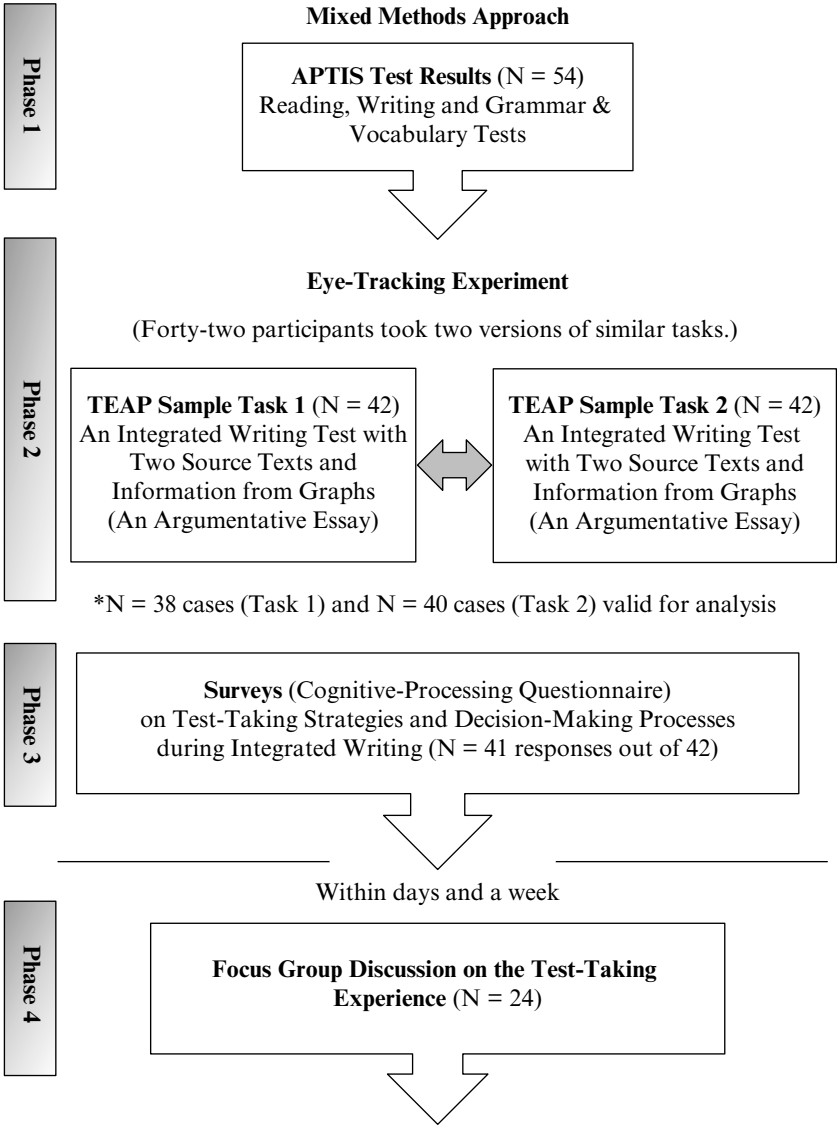 Mixed Methods Approach
Phase 1
APTIS Test Results (N = 54)
Reading, Writing and Grammar &
Vocabulary Tests
Phase 2
Eye-Tracking Experiment
(Forty-two participants took two versions of similar tasks.)
TEAP Sample Task 1 (N = 42)
An Integrated Writing Test with
Two Source Texts and
Information from Graphs
(An Argumentative Essay)
TEAP Sample Task 2 (N = 42)
An Integrated Writing Test
with Two Source Texts and
Information from Graphs
(An Argumentative Essay)
*N = 38 cases (Task 1) and N = 40 cases (Task 2) valid for analysis
Phase 3
Surveys (Cognitive-Processing Questionnaire)
on Test-Taking Strategies and Decision-Making Processes
during Integrated Writing (N = 41 responses out of 42)
Within days and a week
Phase 4
Focus Group Discussion on the Test-Taking
Experience (N = 24)